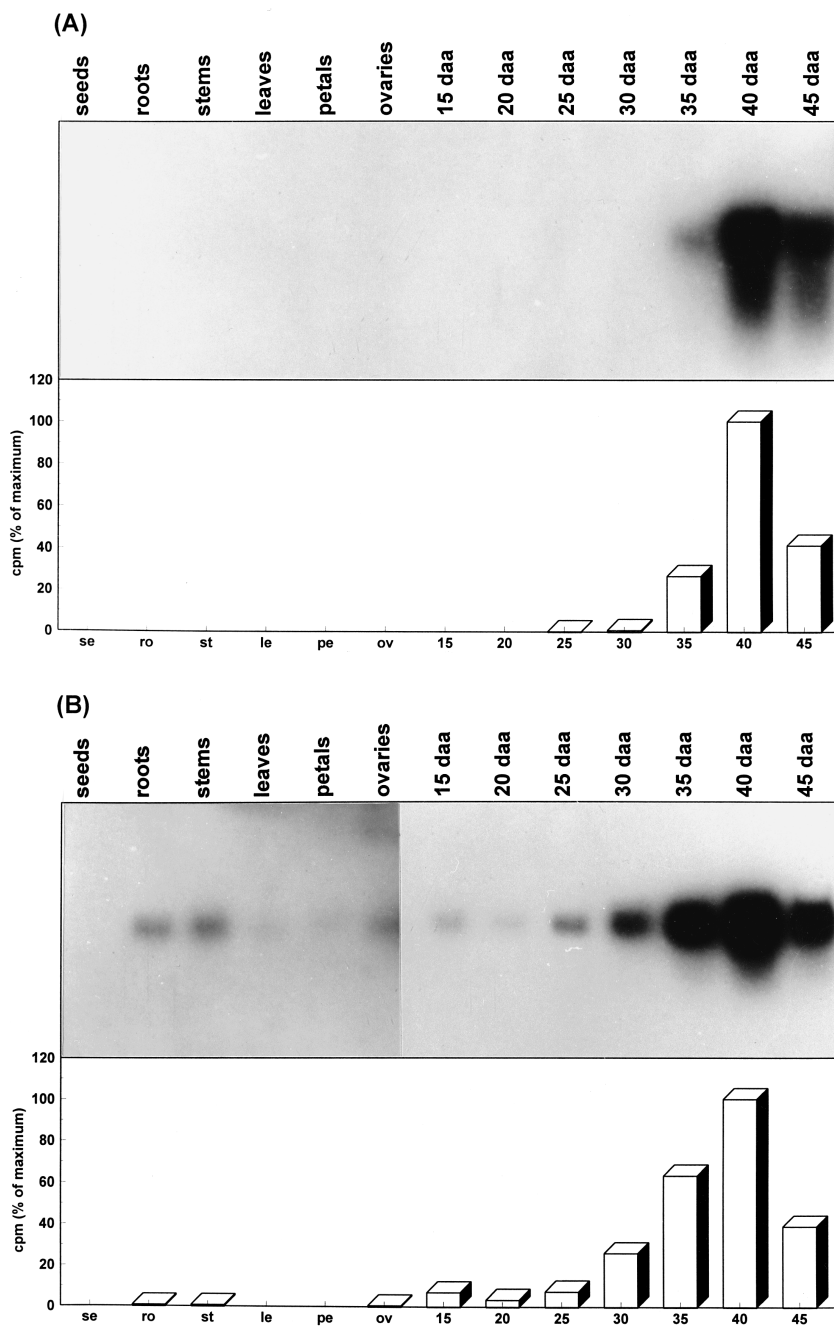 (A)
seeds roots stems leaves petals ovaries 15 daa 20 daa 25 daa 30 daa 35 daa 40 daa 45 daa
120
100
80
60
40
20
0
cpm (% of maximum)
se ro st le pe ov 15 20 25 30 35 40 45
(B)
seeds roots stems leaves petals ovaries 15 daa 20 daa 25 daa 30 daa 35 daa 40 daa 45 daa
120
100
80
60
40
20
0
cpm (% of maximum)
se ro st le pe ov 15 20 25 30 35 40 45